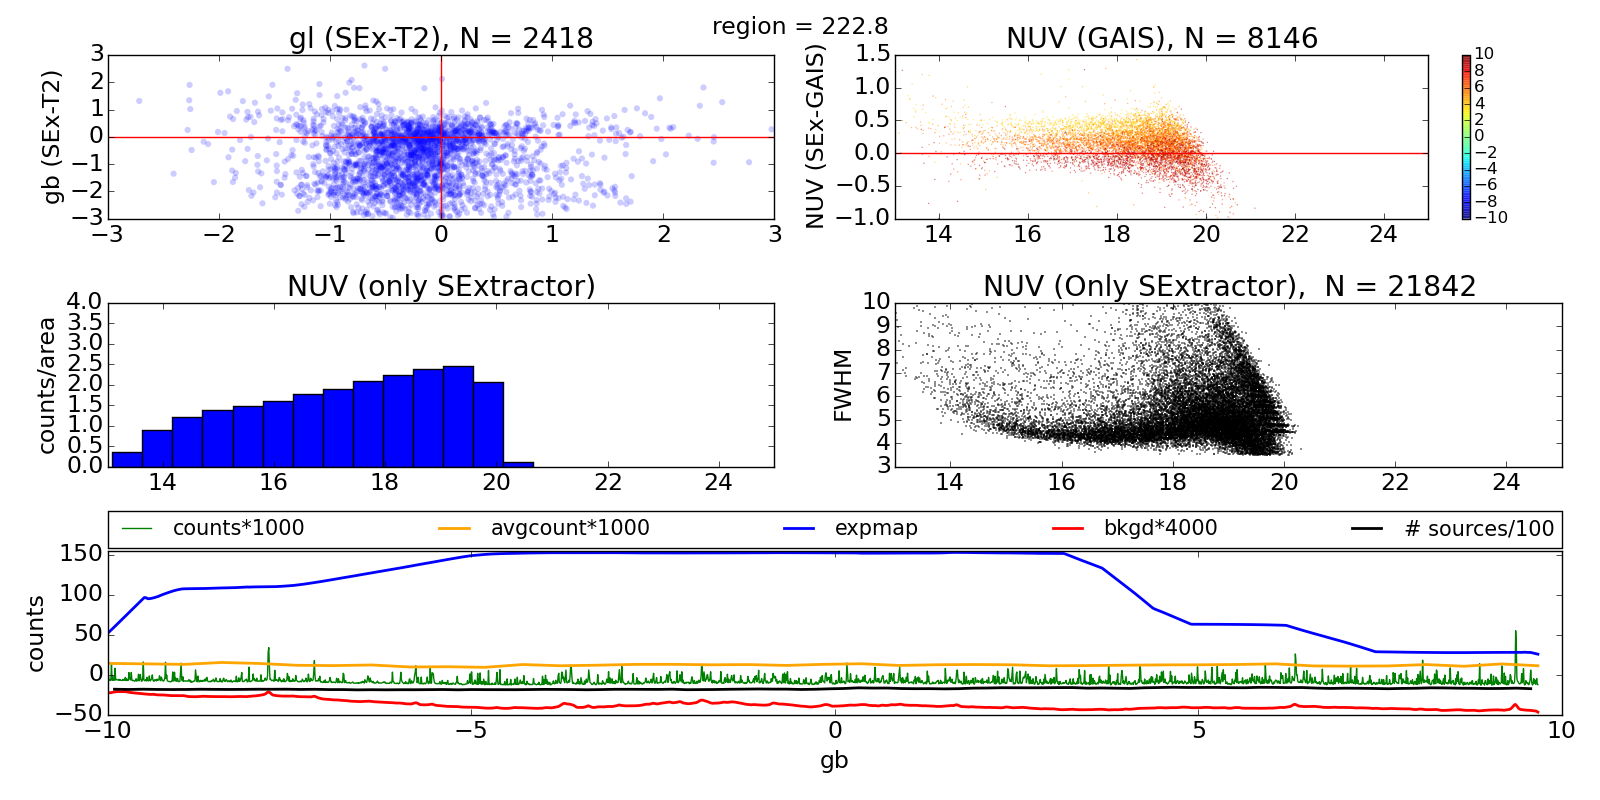 region = 222.8
gl (SEx-T2), N = 2418
gb (SEx-T2)
3
2
1
0
−1
−2
−3
−3 −2 −1 0 1 2 3
NUV (GAIS), N = 8146
NUV (SEx-GAIS)
1.5
1.0
0.5
0.0
−0.5
−1.0
14 16 18 20 22 24
10
8
6
4
2
0
−2
−4
−6
−8
−10
NUV (only SExtractor)
counts/area
4.0
3.5
3.0
2.5
2.0
1.5
1.0
0.5
0.0
14 16 18 20 22 24
NUV (Only SExtractor), N = 21842
FWHM
10
9
8
7
6
5
4
3
14 16 18 20 22 24
counts*1000 avgcount*1000 expmap bkgd*4000 # sources/100
counts
150
100
50
0
−50
−10 −5 0 5 10
gb